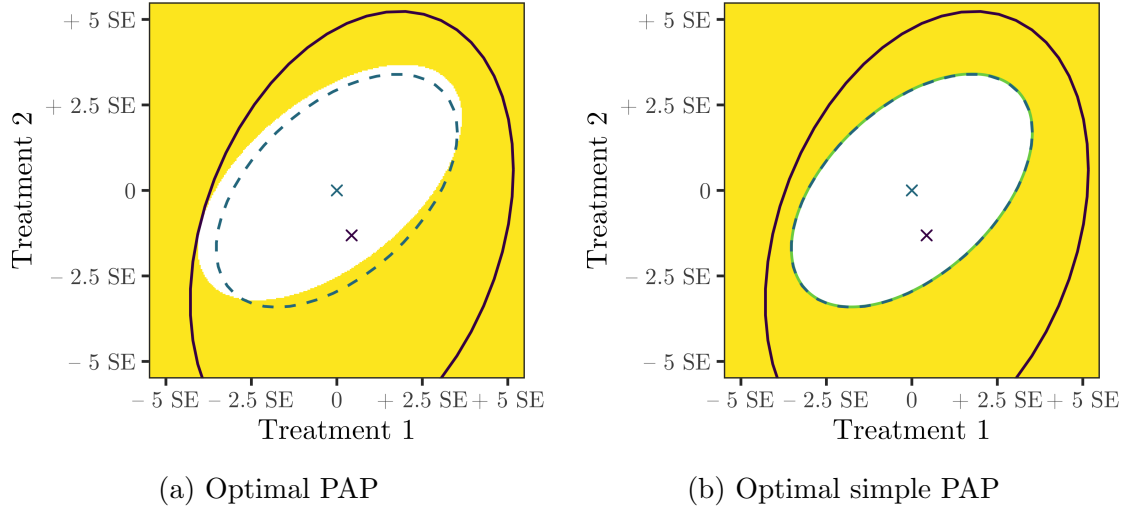 + 5 SE
+ 2.5 SE
0
− 2.5 SE
− 5 SE
Treatment 2
− 5 SE − 2.5 SE 0 + 2.5 SE + 5 SE
Treatment 1
(a) Optimal PAP
+ 5 SE
+ 2.5 SE
0
− 2.5 SE
− 5 SE
Treatment 2
− 5 SE − 2.5 SE 0 + 2.5 SE + 5 SE
Treatment 1
(b) Optimal simple PAP